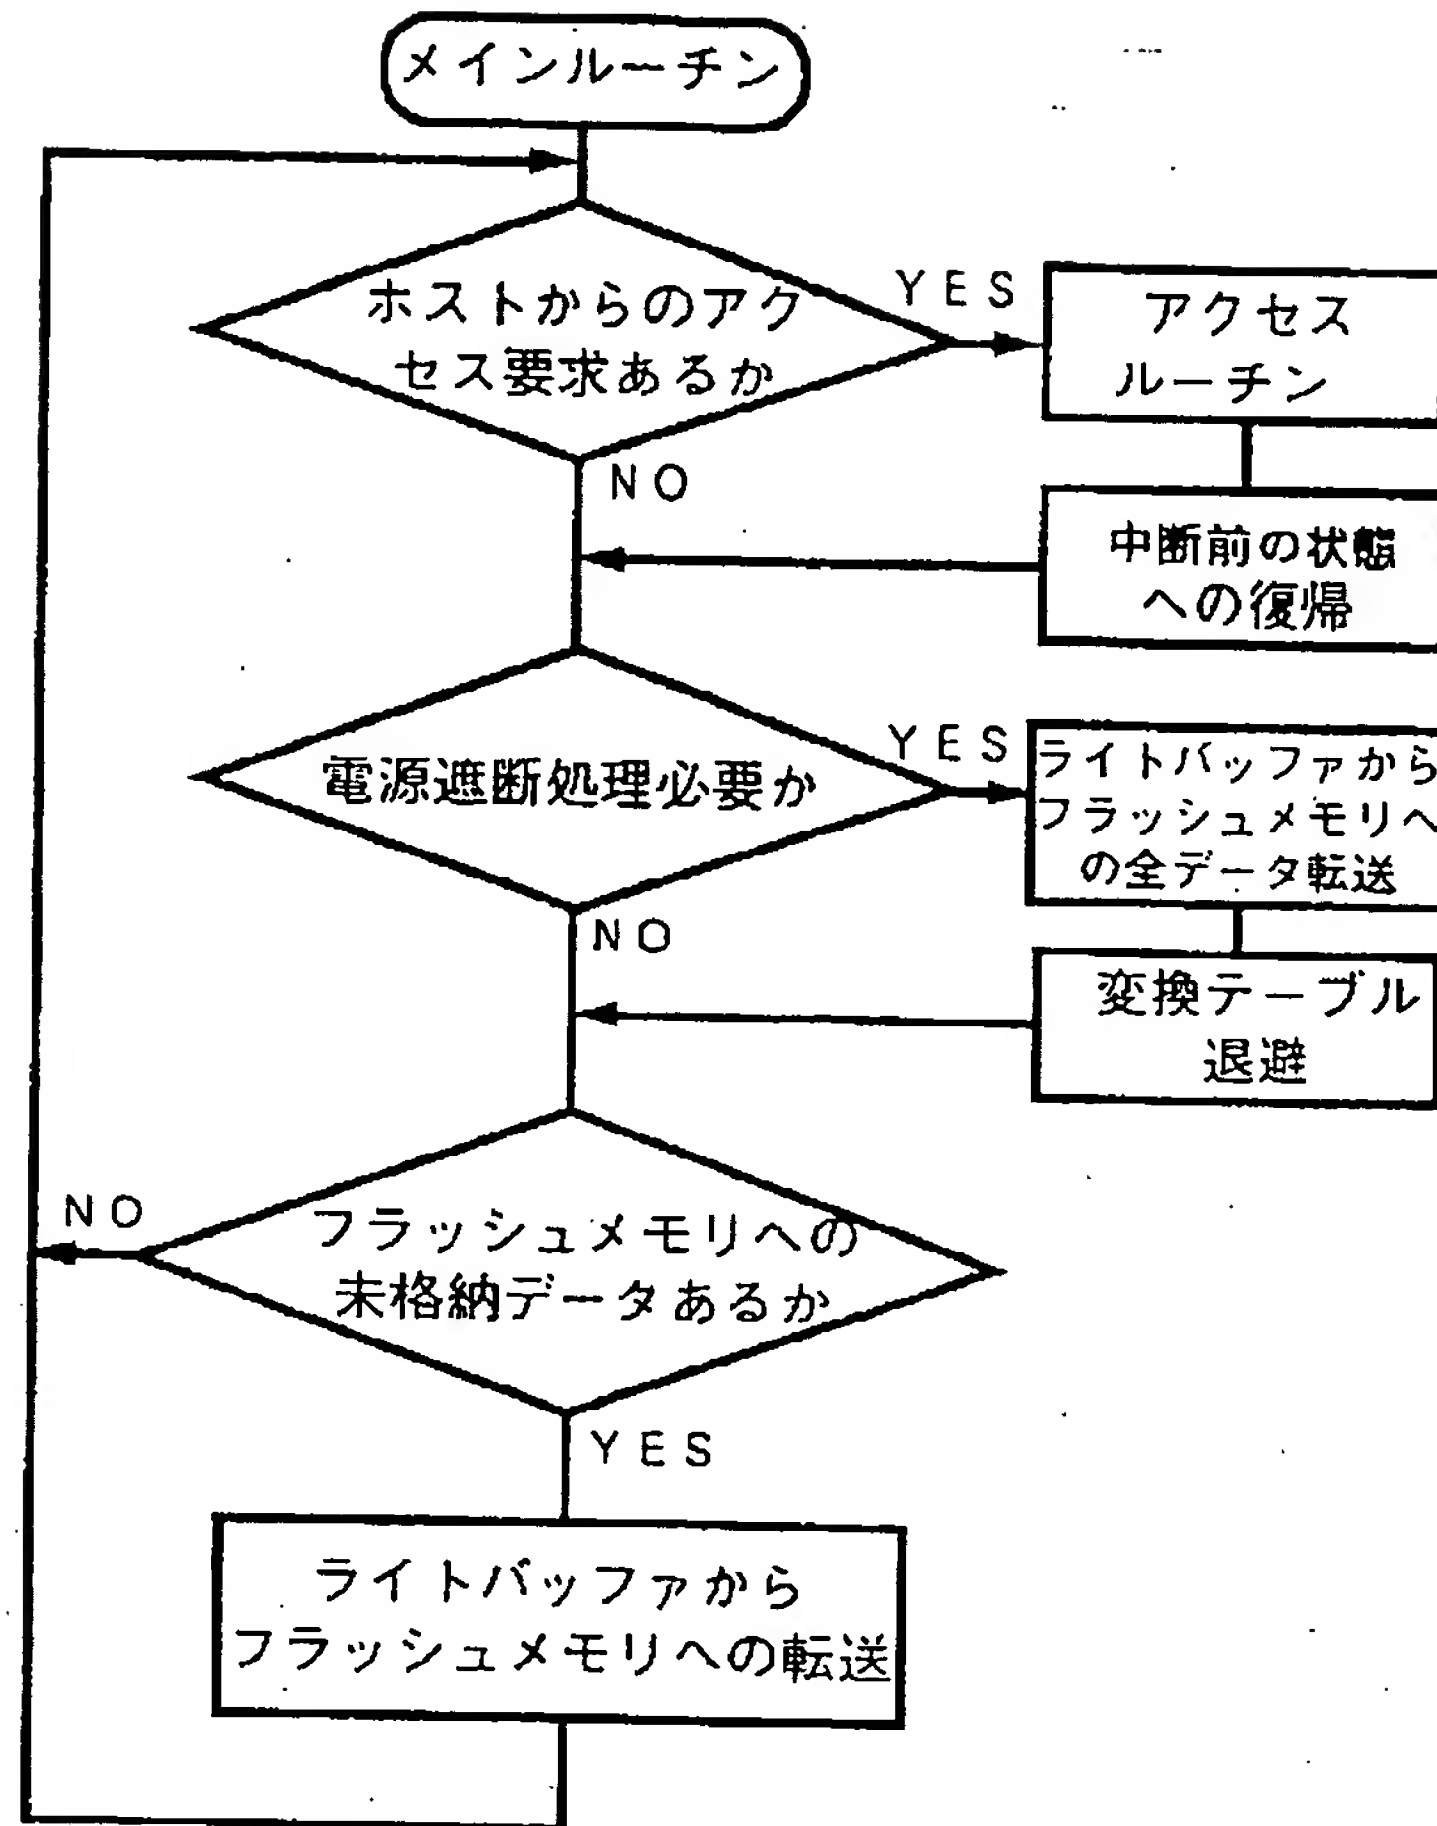 メインルーチン
ホストからのアク
セス要求あるか
YES
アクセス
ルーチン
NO
中断前の状態
への復帰
電源遮断処理必要か
YES
ライトバッファから
フラッシュメモリへ
の全データ転送
NO
変換テーブル
退避
NO
フラッシュメモリへの
未格納データあるか
YES
ライトバッファから
フラッシュメモリへの転送